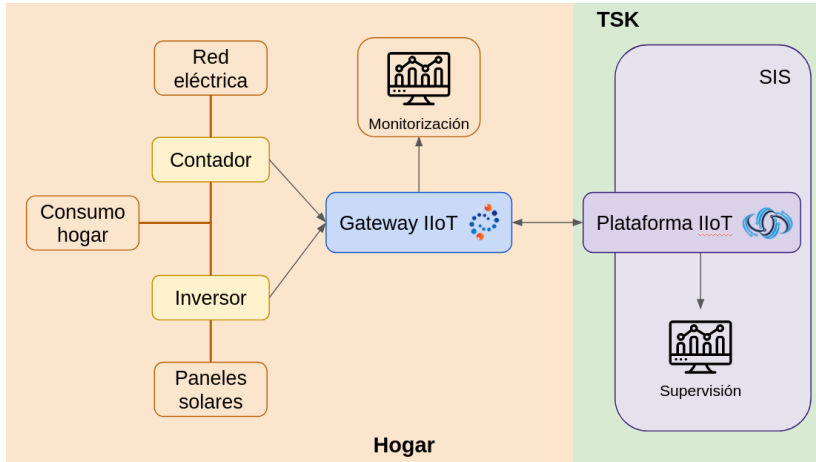 TSK
Red
eléctrica
SIS
Monitorización
Contador
Consumo
hogar
Gateway IIoT
Plataforma IIoT
Inversor
Paneles
solares
Supervisión
Hogar